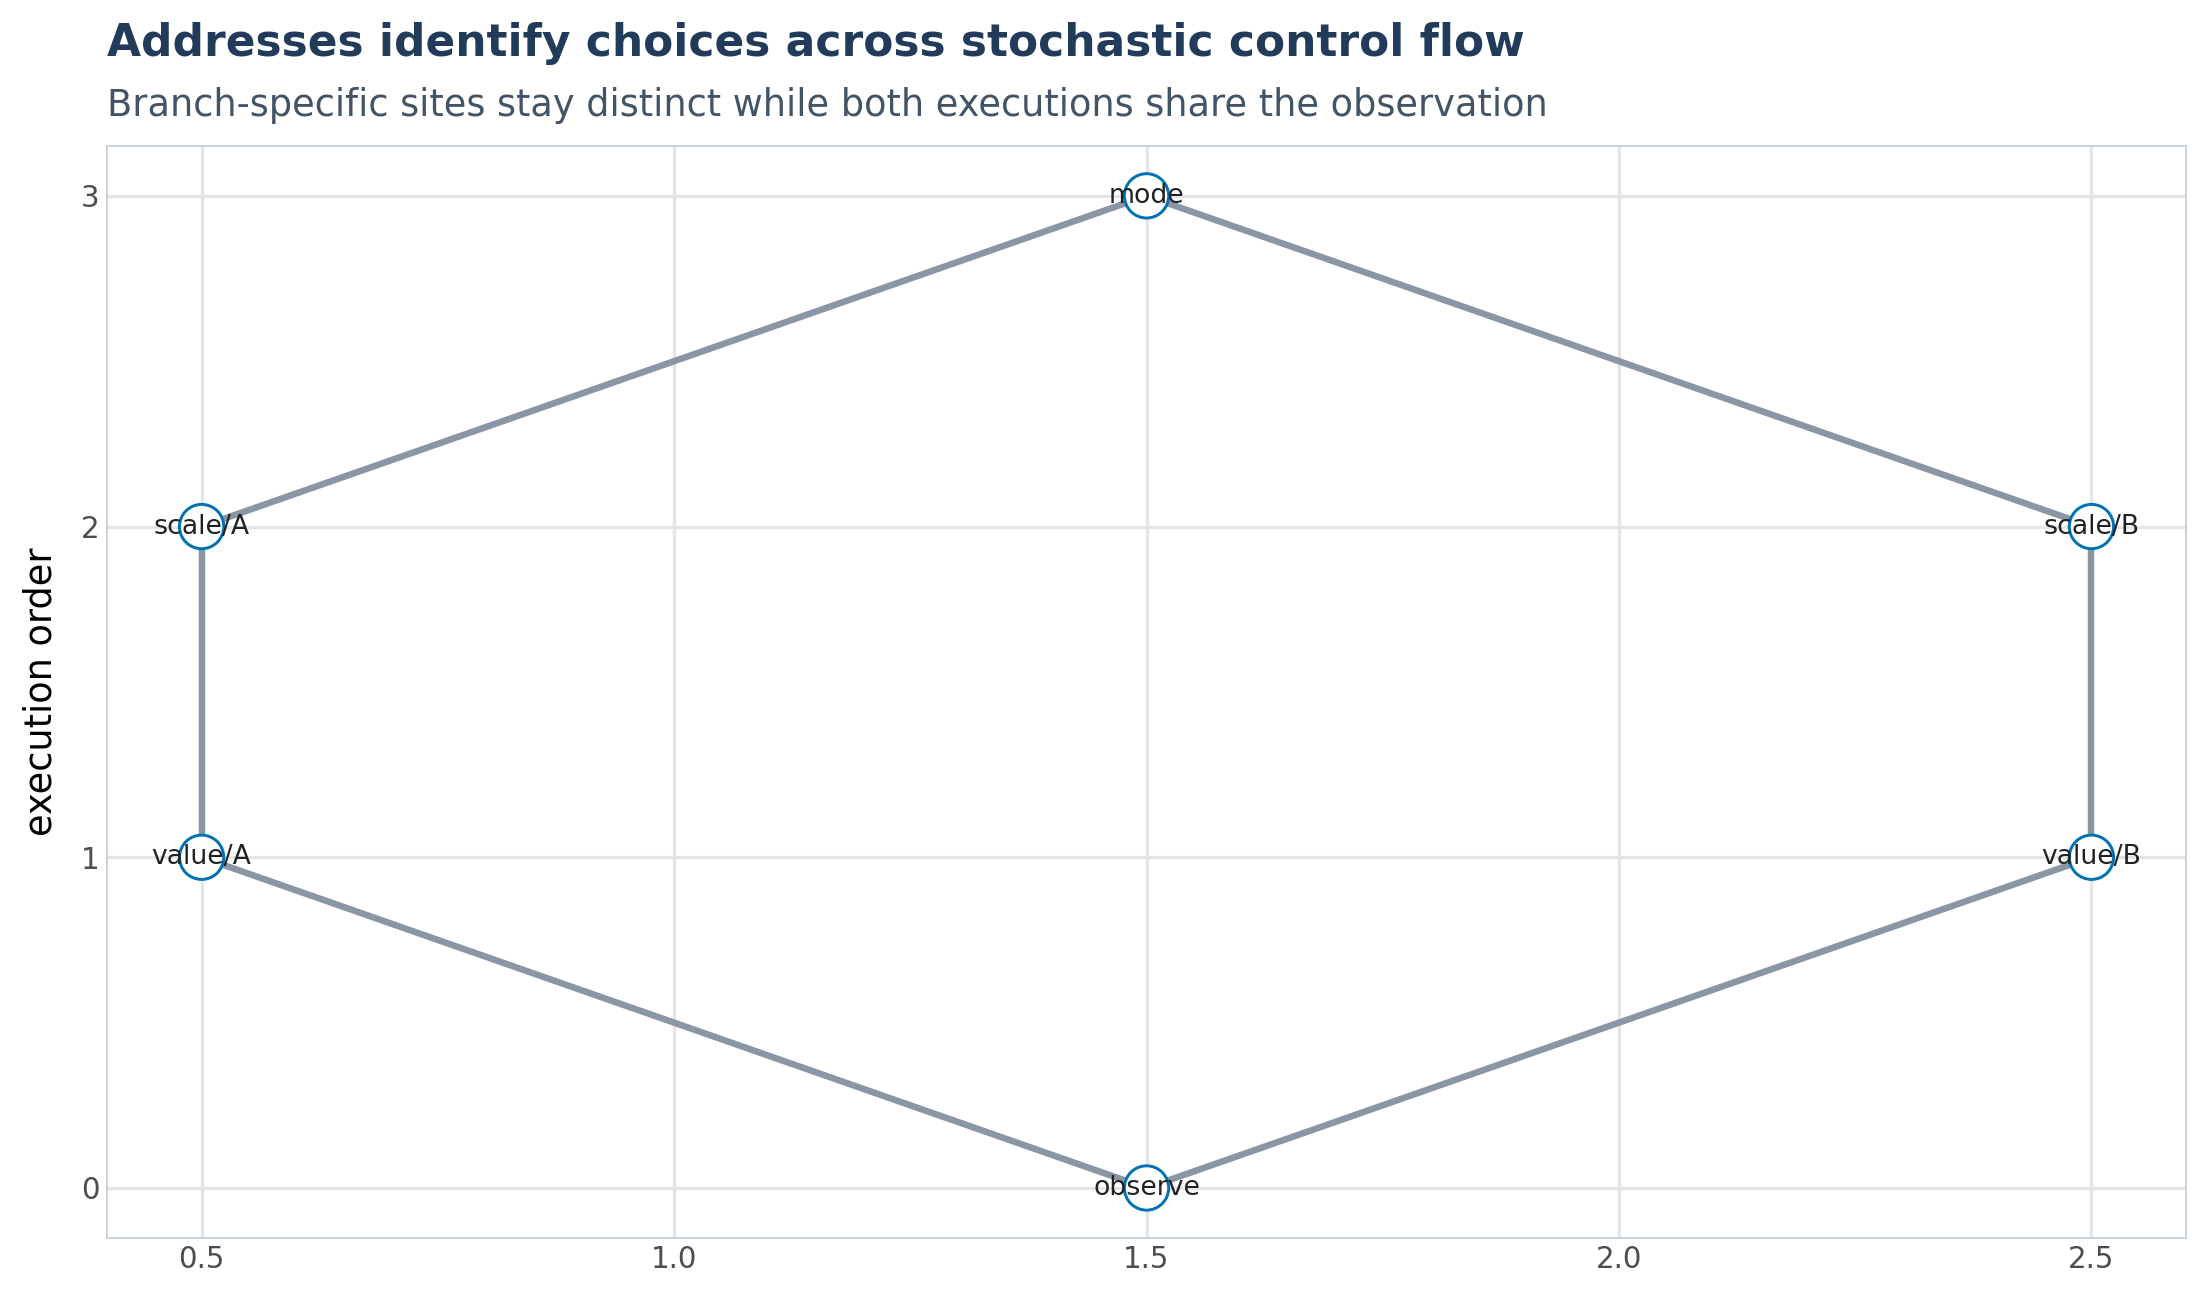 Addresses identify choices across stochastic control flow
Branch-specific sites stay distinct while both executions share the observation
execution order
3
mode
2
scale/A
scale/B
1
value/A
value/B
0
observe
0.5
1.0
1.5
2.0
2.5